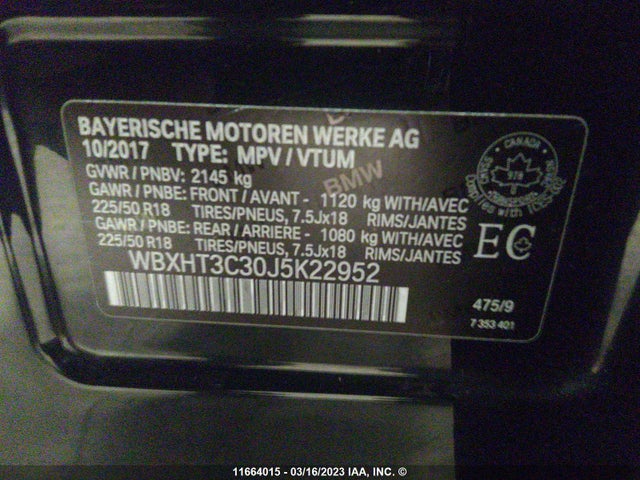 BAYERISCHE MOTOREN WERKE AG
10/2017 TYPE: MPV / VTUM
GVWR / PNBV: 2145 kg
GAWR / PNBE: FRONT / AVANT - 1120 kg WITH/AVEC
225/50 R18 TIRES/PNEUS, 7.5Jx18 RIMS/JANTES
GAWR / PNBE: REAR / ARRIERE - 1080 kg WITH/AVEC
225/50 R18 TIRES/PNEUS, 7.5Jx18 RIMS/JANTES
WBXHT3C30J5K22952
BMW
CANADA
EC
475/9
7 353 401
11664015 - 03/16/2023 IAA, INC. ©